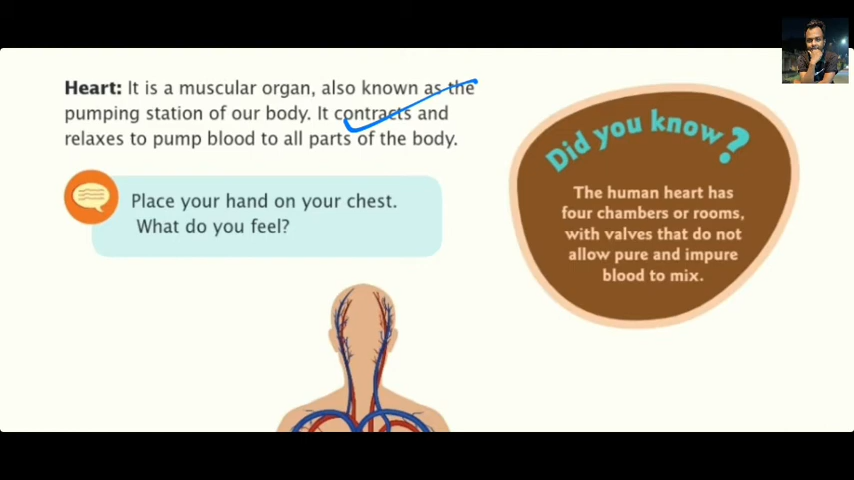 Heart: It is a muscular organ, also known as the
pumping station of our body. It contracts and
relaxes to pump blood to all parts of the body.
Place your hand on your chest.
What do you feel?
Did you know?
The human heart has
four chambers or rooms,
with valves that do not
allow pure and impure
blood to mix.